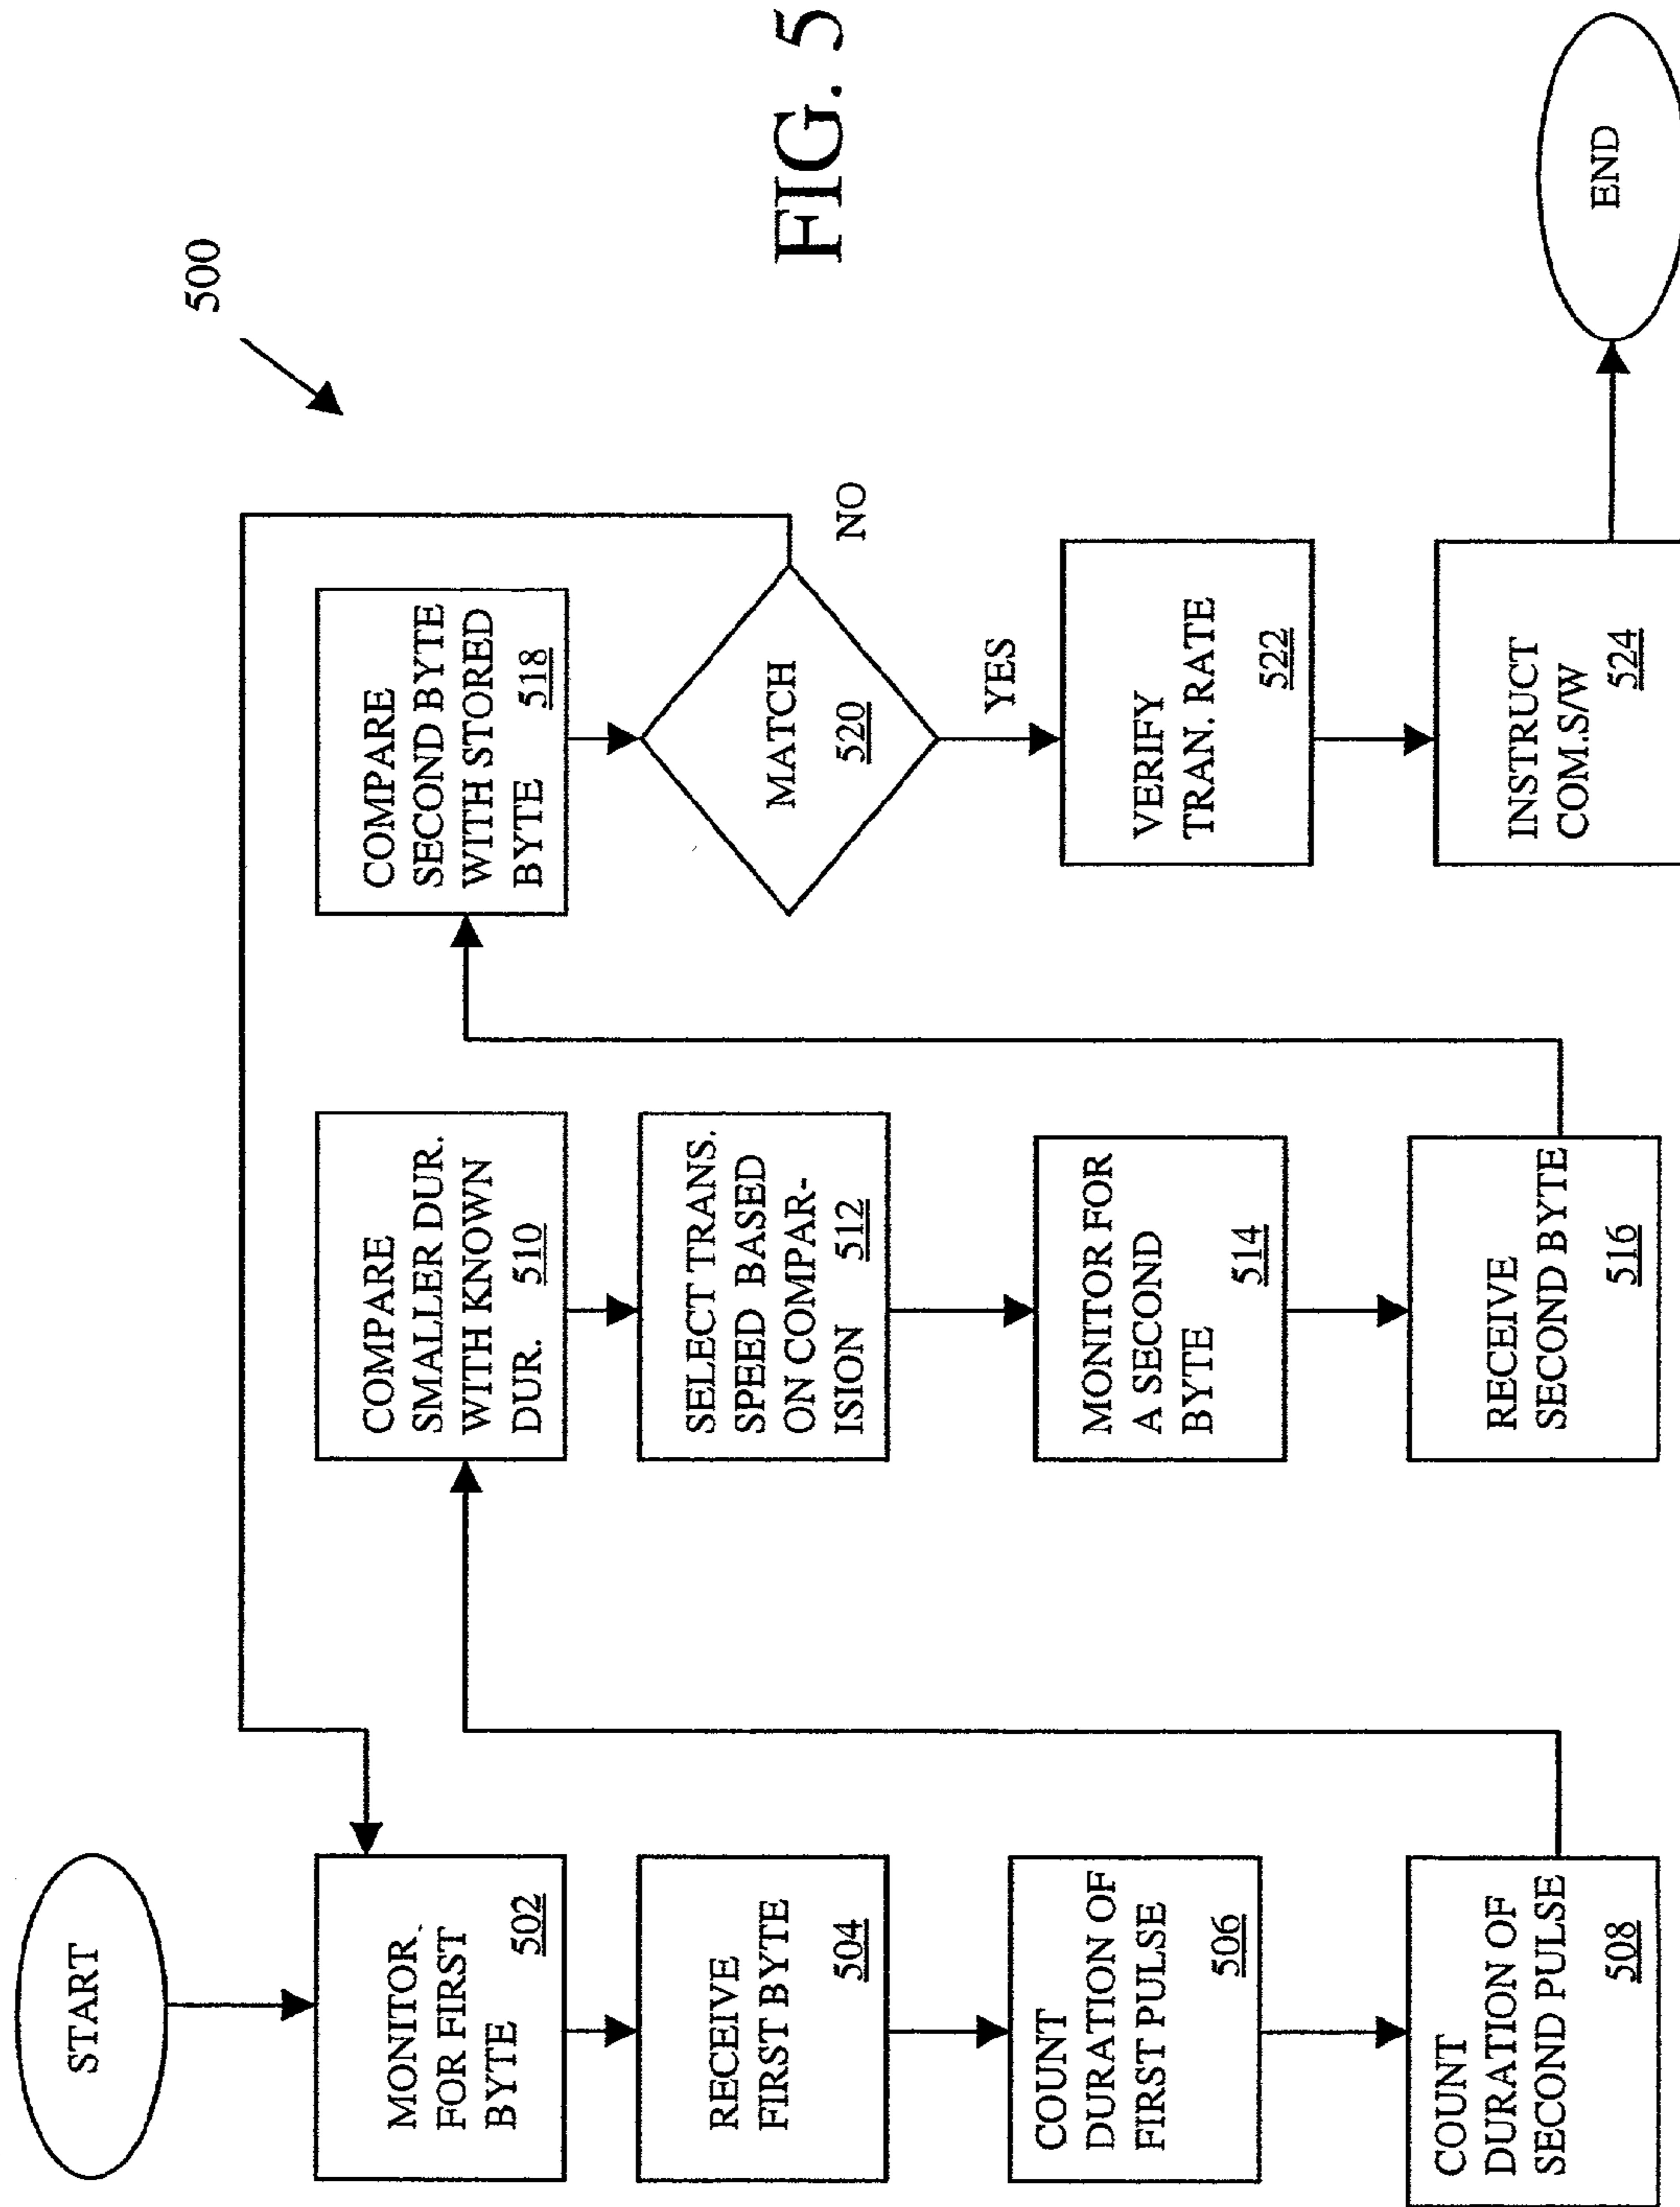 START
MONITOR
FOR FIRST
BYTE 502
RECEIVE
FIRST BYTE
504
COUNT
DURATION OF
FIRST PULSE
506
COUNT
DURATION OF
SECOND PULSE
508
COMPARE
SMALLER DUR.
WITH KNOWN
DUR. 510
SELECT TRANS.
SPEED BASED
ON COMPAR-
ISION 512
MONITOR FOR
A SECOND
BYTE
514
RECEIVE
SECOND BYTE
516
COMPARE
SECOND BYTE
WITH STORED
BYTE 518
MATCH
520
NO
YES
VERIFY
TRAN. RATE
522
INSTRUCT
COM.S/W
524
END
500
FIG. 5